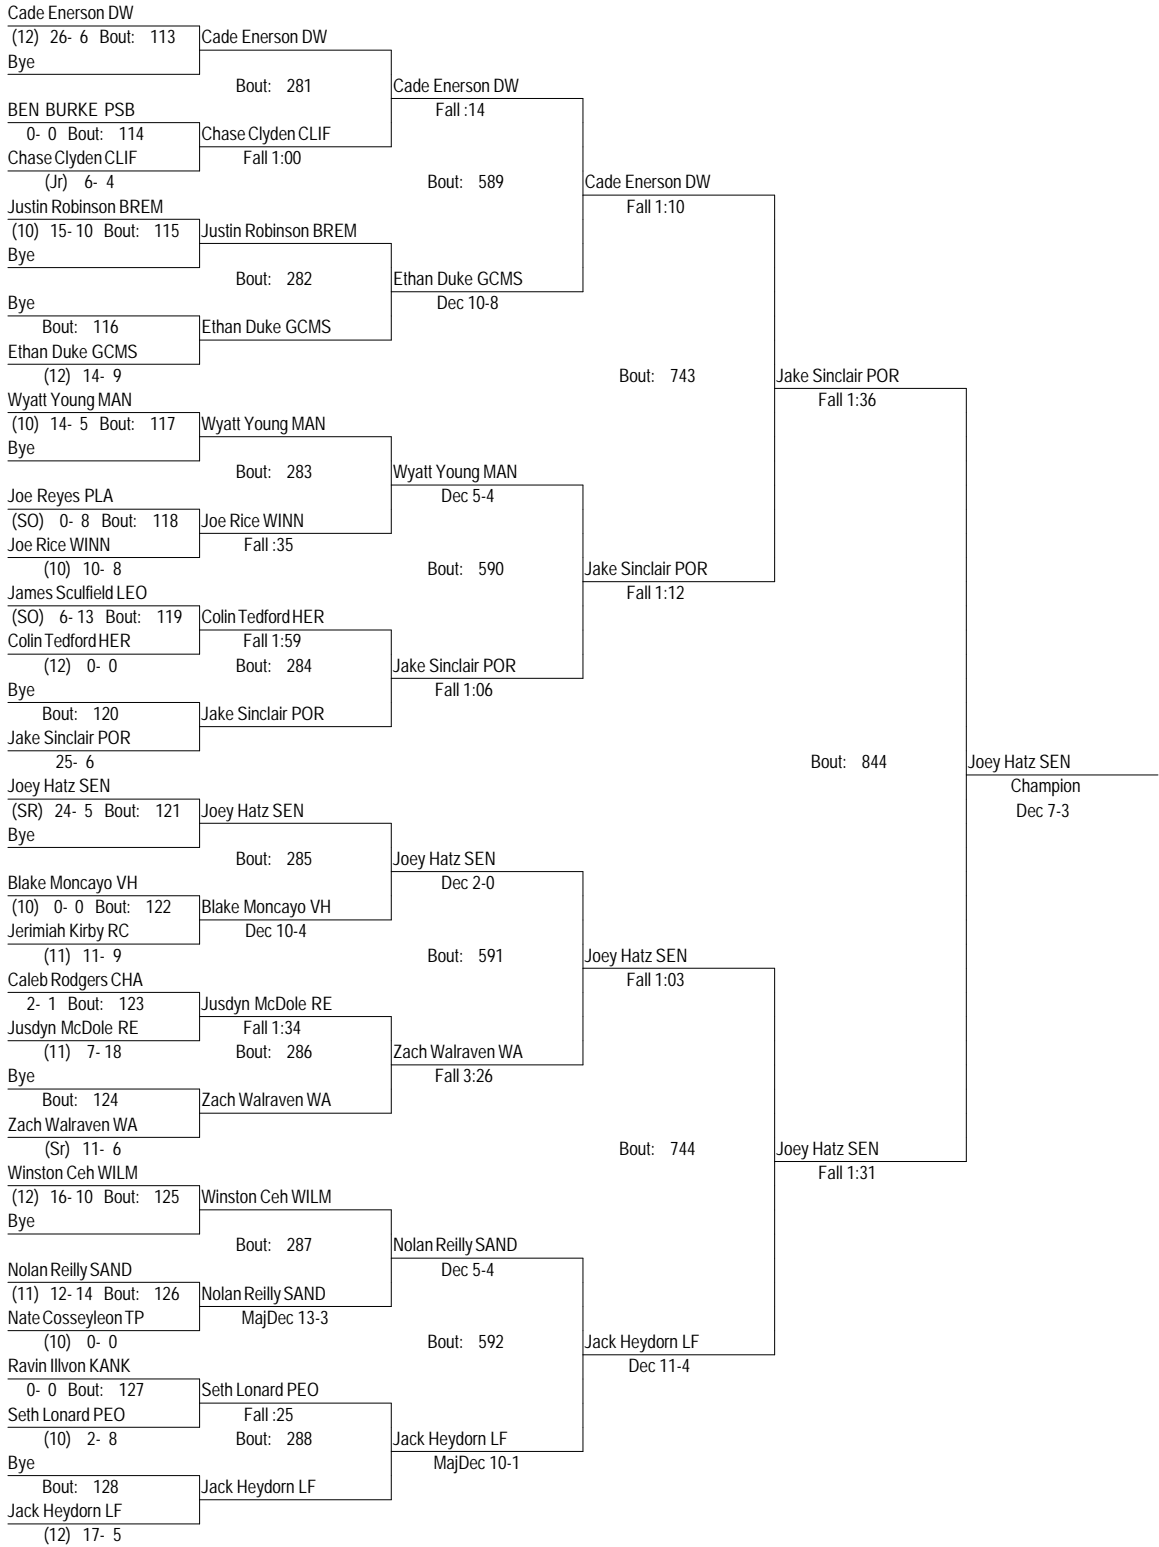 Cade Enerson DW
(12) 26- 6 Bout: 113 Cade Enerson DW
Bye
Bout: 281 Cade Enerson DW
BEN BURKE PSB Fall :14
0- 0 Bout: 114 Chase Clyden CLIF
Chase Clyden CLIF Fall 1:00
(Jr) 6- 4 Bout: 589 Cade Enerson DW
Justin Robinson BREM Fall 1:10
(10) 15- 10 Bout: 115 Justin Robinson BREM
Bye
Bout: 282 Ethan Duke GCMS
Bye Dec 10-8
Bout: 116 Ethan Duke GCMS
Ethan Duke GCMS
(12) 14- 9 Bout: 743 Jake Sinclair POR
Wyatt Young MAN Fall 1:36
(10) 14- 5 Bout: 117 Wyatt Young MAN
Bye
Bout: 283 Wyatt Young MAN
Joe Reyes PLA Dec 5-4
(SO) 0- 8 Bout: 118 Joe Rice WINN
Joe Rice WINN Fall :35
(10) 10- 8 Bout: 590 Jake Sinclair POR
James Sculfield LEO Fall 1:12
(SO) 6- 13 Bout: 119 Colin Tedford HER
Colin Tedford HER Fall 1:59
(12) 0- 0 Bout: 284 Jake Sinclair POR
Bye Fall 1:06
Bout: 120 Jake Sinclair POR
Jake Sinclair POR
25- 6 Bout: 844 Joey Hatz SEN
Joey Hatz SEN Champion
(SR) 24- 5 Bout: 121 Joey Hatz SEN Dec 7-3
Bye
Bout: 285 Joey Hatz SEN
Blake Moncayo VH Dec 2-0
(10) 0- 0 Bout: 122 Blake Moncayo VH
Jerimiah Kirby RC Dec 10-4
(11) 11- 9 Bout: 591 Joey Hatz SEN
Caleb Rodgers CHA Fall 1:03
2- 1 Bout: 123 Jusdyn McDole RE
Jusdyn McDole RE Fall 1:34
(11) 7- 18 Bout: 286 Zach Walraven WA
Bye Fall 3:26
Bout: 124 Zach Walraven WA
Zach Walraven WA
(Sr) 11- 6 Bout: 744 Joey Hatz SEN
Winston Ceh WILM Fall 1:31
(12) 16- 10 Bout: 125 Winston Ceh WILM
Bye
Bout: 287 Nolan Reilly SAND
Nolan Reilly SAND Dec 5-4
(11) 12- 14 Bout: 126 Nolan Reilly SAND
Nate Cosseyleon TP MajDec 13-3
(10) 0- 0 Bout: 592 Jack Heydorn LF
Ravin Illvon KANK Dec 11-4
0- 0 Bout: 127 Seth Lonard PEO
Seth Lonard PEO Fall :25
(10) 2- 8 Bout: 288 Jack Heydorn LF
Bye MajDec 10-1
Bout: 128 Jack Heydorn LF
Jack Heydorn LF
(12) 17- 5